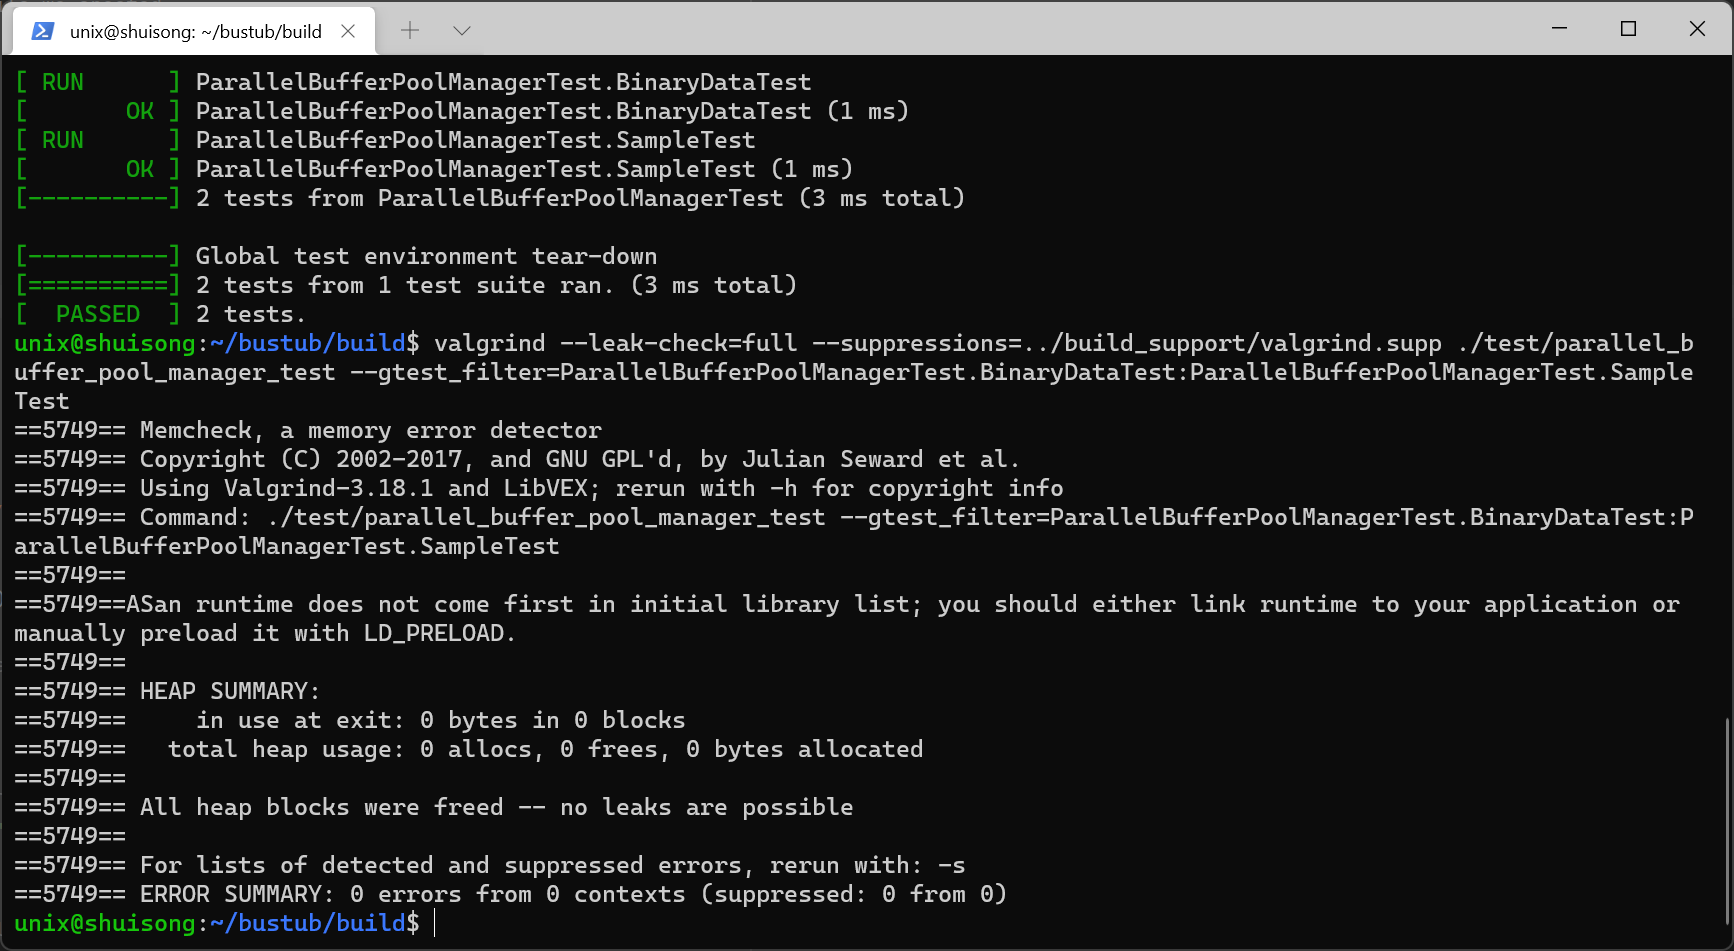 unix@shuisong: ~/bustub/build
[ RUN      ] ParallelBufferPoolManagerTest.BinaryDataTest
[       OK ] ParallelBufferPoolManagerTest.BinaryDataTest (1 ms)
[ RUN      ] ParallelBufferPoolManagerTest.SampleTest
[       OK ] ParallelBufferPoolManagerTest.SampleTest (1 ms)
[----------] 2 tests from ParallelBufferPoolManagerTest (3 ms total)
[----------] Global test environment tear-down
[==========] 2 tests from 1 test suite ran. (3 ms total)
[  PASSED  ] 2 tests.
unix@shuisong:~/bustub/build$ valgrind --leak-check=full --suppressions=../build_support/valgrind.supp ./test/parallel_b
uffer_pool_manager_test --gtest_filter=ParallelBufferPoolManagerTest.BinaryDataTest:ParallelBufferPoolManagerTest.Sample
Test
==5749== Memcheck, a memory error detector
==5749== Copyright (C) 2002-2017, and GNU GPL'd, by Julian Seward et al.
==5749== Using Valgrind-3.18.1 and LibVEX; rerun with -h for copyright info
==5749== Command: ./test/parallel_buffer_pool_manager_test --gtest_filter=ParallelBufferPoolManagerTest.BinaryDataTest:P
arallelBufferPoolManagerTest.SampleTest
==5749==
==5749==ASan runtime does not come first in initial library list; you should either link runtime to your application or
manually preload it with LD_PRELOAD.
==5749==
==5749== HEAP SUMMARY:
==5749==     in use at exit: 0 bytes in 0 blocks
==5749==   total heap usage: 0 allocs, 0 frees, 0 bytes allocated
==5749==
==5749== All heap blocks were freed -- no leaks are possible
==5749==
==5749== For lists of detected and suppressed errors, rerun with: -s
==5749== ERROR SUMMARY: 0 errors from 0 contexts (suppressed: 0 from 0)
unix@shuisong:~/bustub/build$